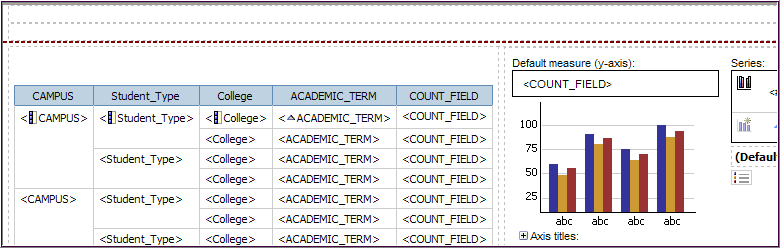 CAMPUS Student_Type College ACADEMIC_TERM COUNT_FIELD
<CAMPUS> <Student_Type> <College> <ACADEMIC_TERM> <COUNT_FIELD>
<College> <ACADEMIC_TERM> <COUNT_FIELD>
<Student_Type> <College> <ACADEMIC_TERM> <COUNT_FIELD>
<College> <ACADEMIC_TERM> <COUNT_FIELD>
<CAMPUS> <Student_Type> <College> <ACADEMIC_TERM> <COUNT_FIELD>
<College> <ACADEMIC_TERM> <COUNT_FIELD>
<Student_Type> <College> <ACADEMIC_TERM> <COUNT_FIELD>
Default measure (y-axis):
<COUNT_FIELD>
100
75
50
25
abc abc abc abc
Axis titles:
Series:
(Defau